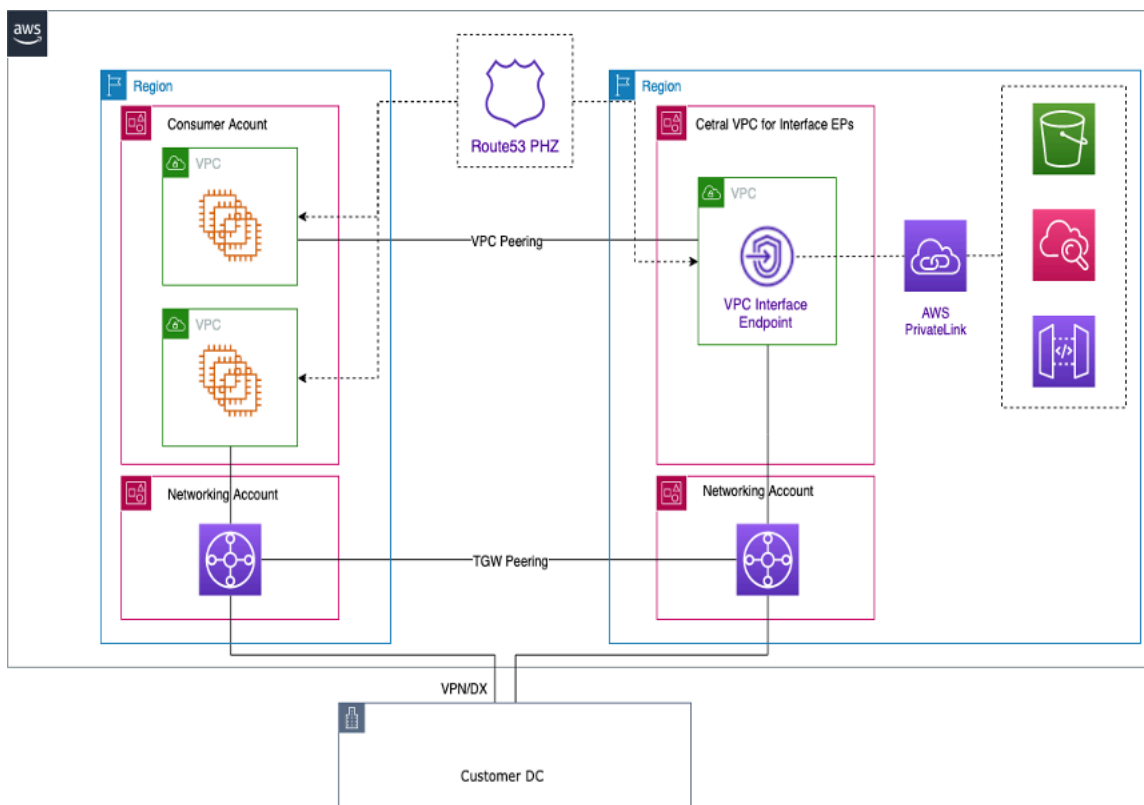 aws
Route53 PHZ
Region
Consumer Acount
VPC
VPC
Networking Account
VPC Peering
TGW Peering
Region
Cetral VPC for Interface EPs
VPC
VPC Interface
Endpoint
AWS
PrivateLink
</>
Networking Account
VPN/DX
Customer DC